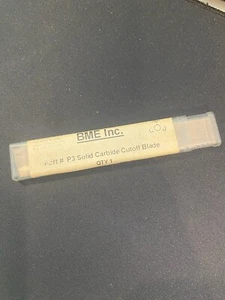 BME Inc.
P3 Solid Carbide Cutoff Blade
QTY 1